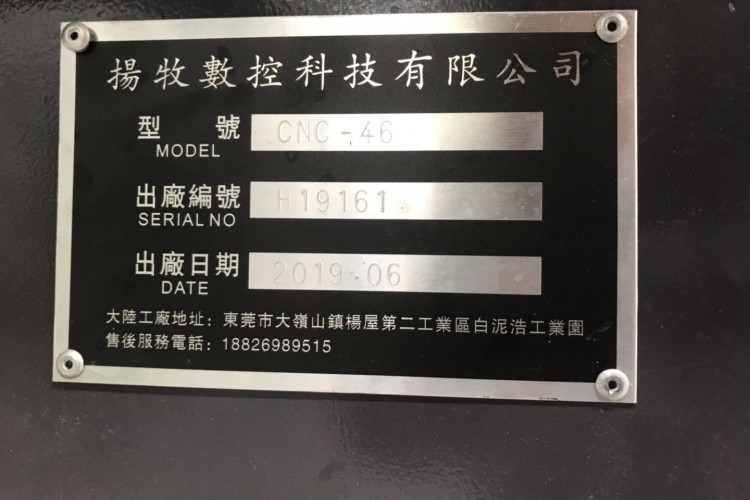 揚牧數控科技有限公司
型 號 CNC-46
MODEL
出廠編號 H19161
SERIAL NO
出廠日期 2019-06
DATE
大陸工廠地址：東莞市大嶺山鎮楊屋第二工業區白泥浩工業園
售後服務電話：18826989515